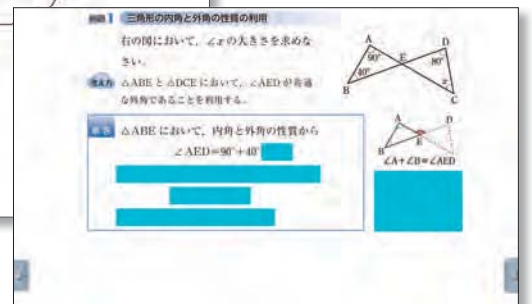 例題1 三角形の内角と外角の性質の利用
右の図において，∠xの大きさを求めな
さい。
考え方 △ABEと△DCEにおいて，∠AEDが共通
な外角であることを利用する。
解答 △ABEにおいて，内角と外角の性質から
∠AED=90°+40°
A
D
90°
E
80°
40°
B
x
C
A
D
E
B
C
∠A+∠B=∠AED